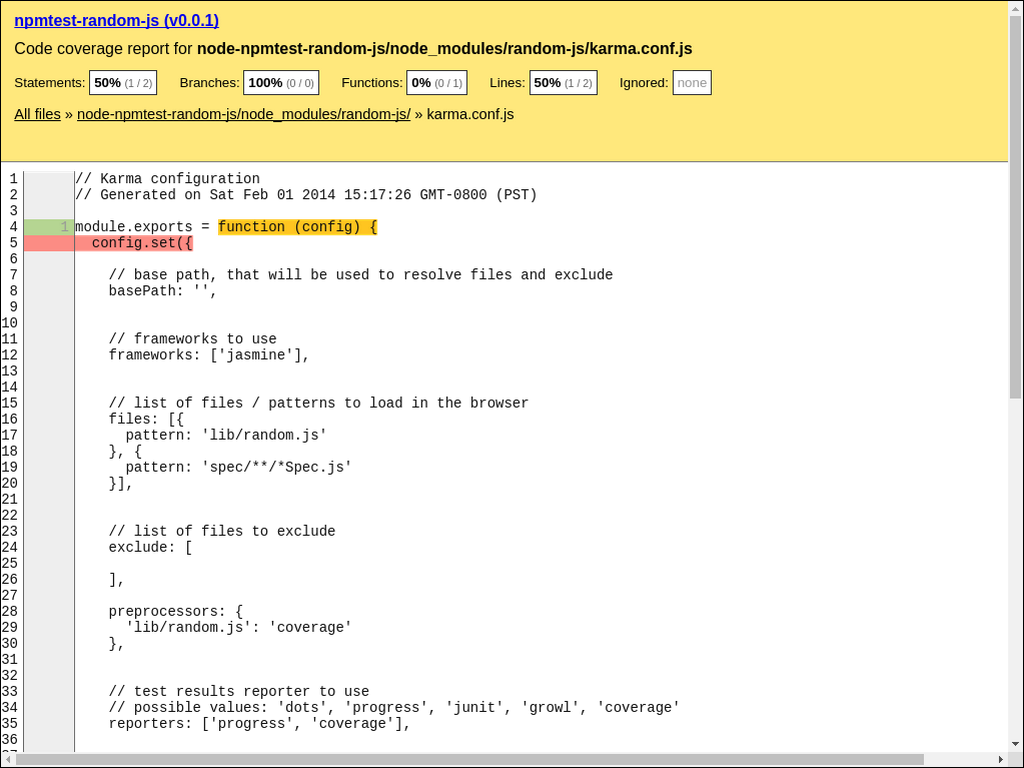 npmtest-random-js (v0.0.1)
Code coverage report for node-npmtest-random-js/node_modules/random-js/karma.conf.js
Statements: 50% (1 / 2) Branches: 100% (0 / 0) Functions: 0% (0 / 1) Lines: 50% (1 / 2) Ignored: none
All files » node-npmtest-random-js/node_modules/random-js/ » karma.conf.js
1 // Karma configuration
2 // Generated on Sat Feb 01 2014 15:17:26 GMT-0800 (PST)
3
4 1 module.exports = function (config) {
5   config.set({
6
7     // base path, that will be used to resolve files and exclude
8     basePath: '',
9
10
11     // frameworks to use
12     frameworks: ['jasmine'],
13
14
15     // list of files / patterns to load in the browser
16     files: [{
17       pattern: 'lib/random.js'
18     }, {
19       pattern: 'spec/**/*Spec.js'
20     }],
21
22
23     // list of files to exclude
24     exclude: [
25
26     ],
27
28     preprocessors: {
29       'lib/random.js': 'coverage'
30     },
31
32
33     // test results reporter to use
34     // possible values: 'dots', 'progress', 'junit', 'growl', 'coverage'
35     reporters: ['progress', 'coverage'],
36